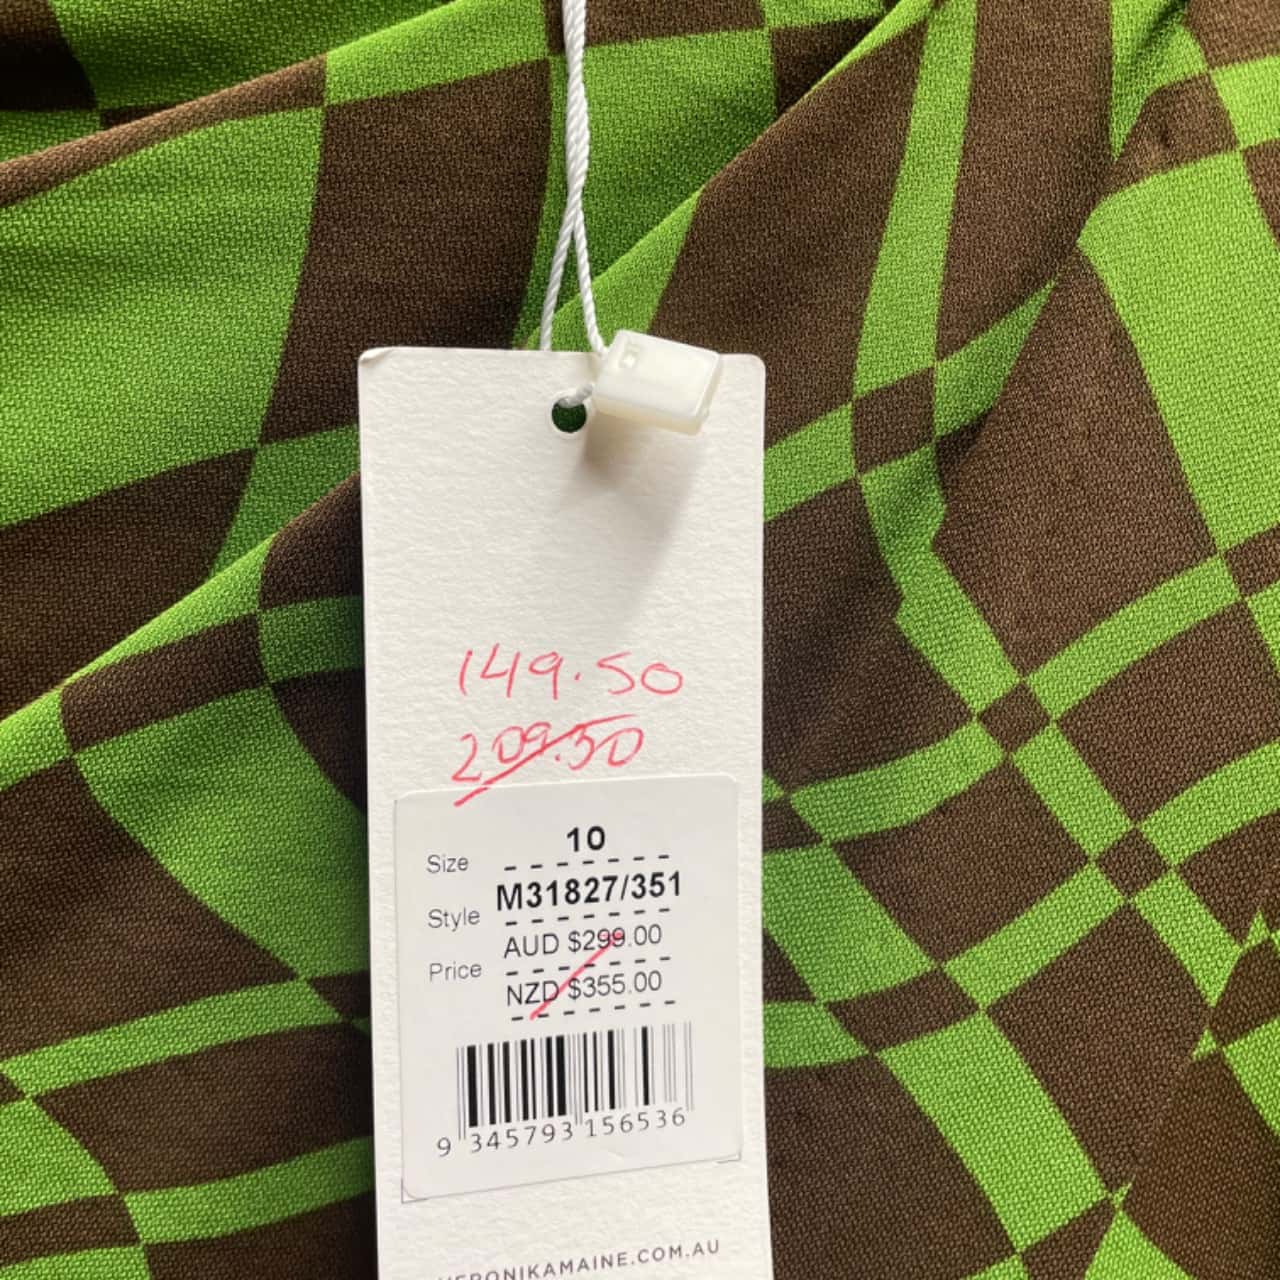 149.50
209.50
Size 10
Style M31827/351
Price AUD $299.00
NZD $355.00
9 345793 156536
VERONIKAMAINE.COM.AU